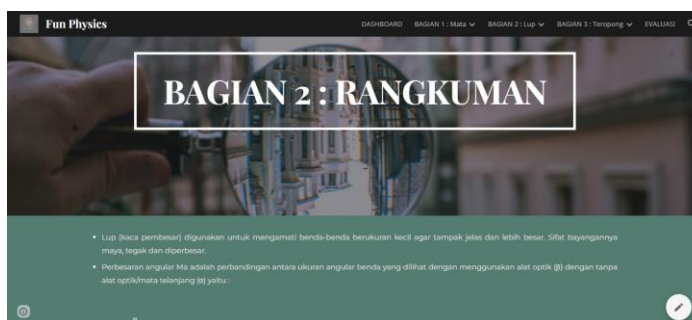 Fun Physics
DASHBOARD BAGIAN 1 : Mata BAGIAN 2 : Lup BAGIAN 3 : Teropong EVALUASI
BAGIAN 2 : RANGKUMAN
Lup (kaca pembesar) digunakan untuk mengamati benda-benda berukuran kecil agar tampak jelas dan lebih besar. Sifat bayangannya
maya, tegak dan diperbesar.
Perbesaran angular Ma adalah perbandingan antara ukuran angular benda yang dilihat dengan menggunakan alat optik (β) dengan tanpa
alat optik/mata telanjang (α) yaitu :